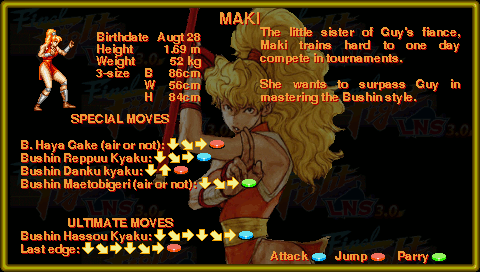 MAKI
Birthdate Augt 28
Height 1.69 m
Weight 52 kg
3-size B 86cm
W 56cm
H 84cm
The little sister of Guy's fiance,
Maki trains hard to one day
compete in tournaments.
She wants to surpass Guy in
mastering the Bushin style.
SPECIAL MOVES
B. Haya Gake (air or not):
Bushin Reppuu Kyaku:
Bushin Danku kyaku:
Bushin Maetobigeri (air or not):
ULTIMATE MOVES
Bushin Hassou Kyaku:
Last edge:
Attack Jump Parry